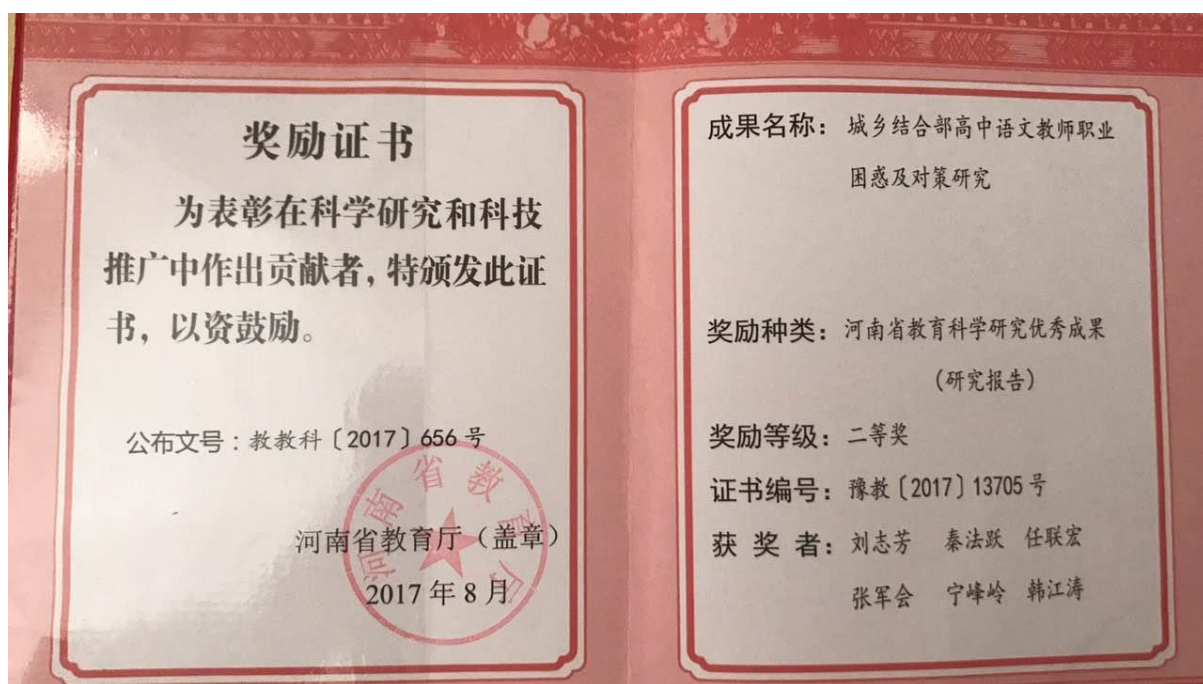 奖励证书
为表彰在科学研究和科技
推广中作出贡献者，特颁发此证
书，以资鼓励。
公布文号：教教科〔2017〕656号
河南省教育厅（盖章）
2017年8月
河南省教育厅
成果名称：城乡结合部高中语文教师职业
困惑及对策研究
奖励种类：河南省教育科学研究优秀成果
（研究报告）
奖励等级：二等奖
证书编号：豫教〔2017〕13705号
获奖者：刘志芳 秦法跃 任联宏
张军会 宁峰岭 韩江涛